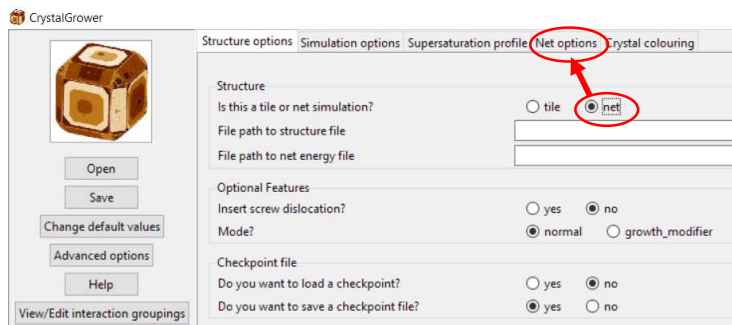 CrystalGrower
Structure options Simulation options Supersaturation profile Net options Crystal colouring
Structure
Is this a tile or net simulation? tile net
File path to structure file
File path to net energy file
Open
Save
Change default values
Advanced options
Help
View/Edit interaction groupings
Optional Features
Insert screw dislocation? yes no
Mode? normal growth_modifier
Checkpoint file
Do you want to load a checkpoint? yes no
Do you want to save a checkpoint file? yes no